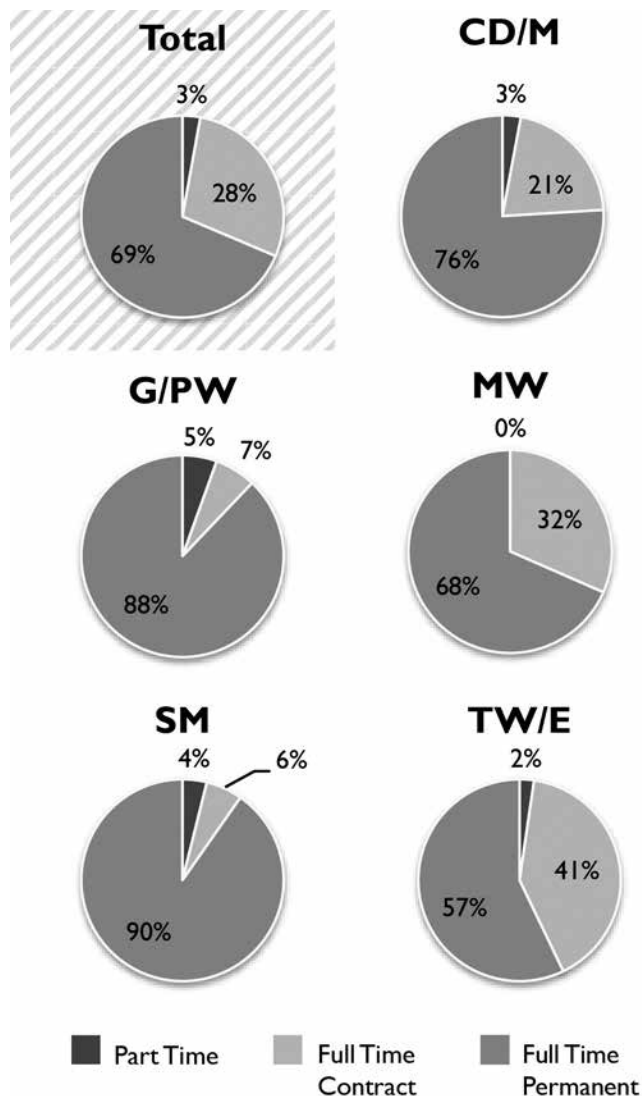 Total
3%
28%
69%
CD/M
3%
21%
76%
G/PW
5%
7%
88%
MW
0%
32%
68%
SM
4%
6%
90%
TW/E
2%
41%
57%
Part Time
Full Time
Contract
Full Time
Permanent